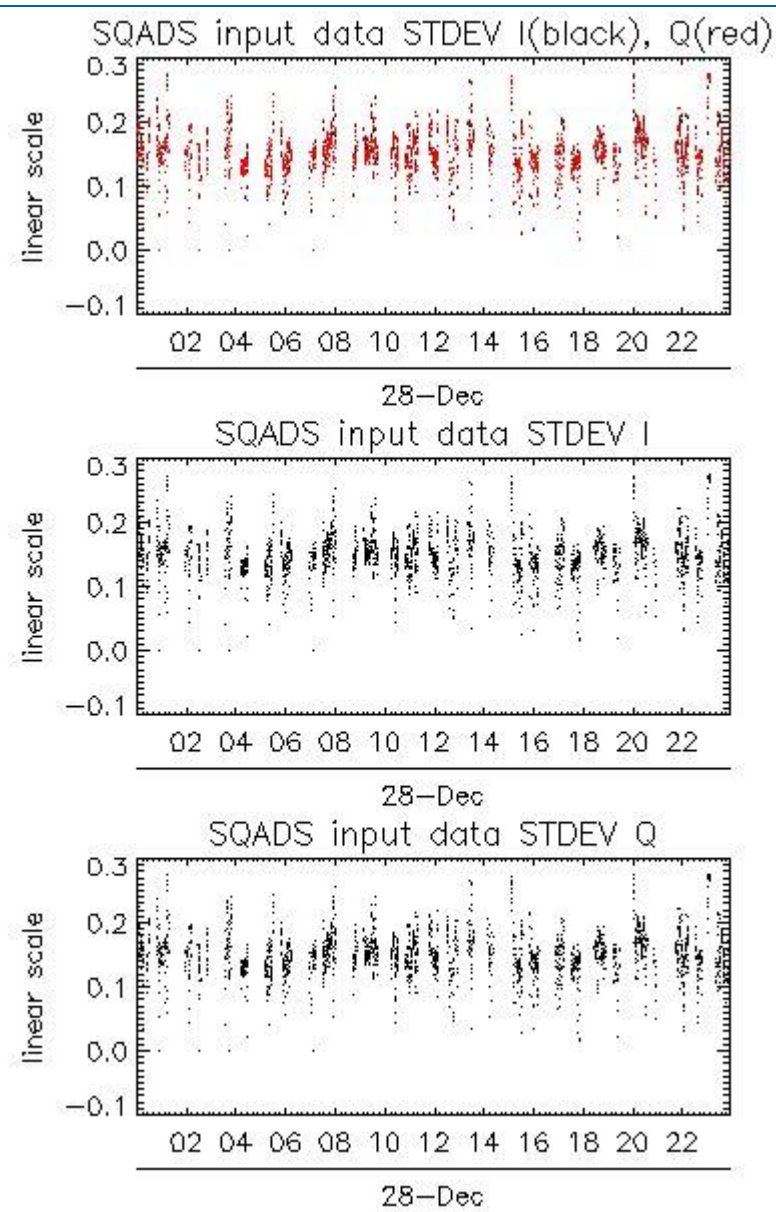 SQADS input data STDEV I(black), Q(red)
0.3
0.2
0.1
0.0
−0.1
linear scale
02 04 06 08 10 12 14 16 18 20 22
28−Dec
SQADS input data STDEV I
0.3
0.2
0.1
0.0
−0.1
linear scale
02 04 06 08 10 12 14 16 18 20 22
28−Dec
SQADS input data STDEV Q
0.3
0.2
0.1
0.0
−0.1
linear scale
02 04 06 08 10 12 14 16 18 20 22
28−Dec